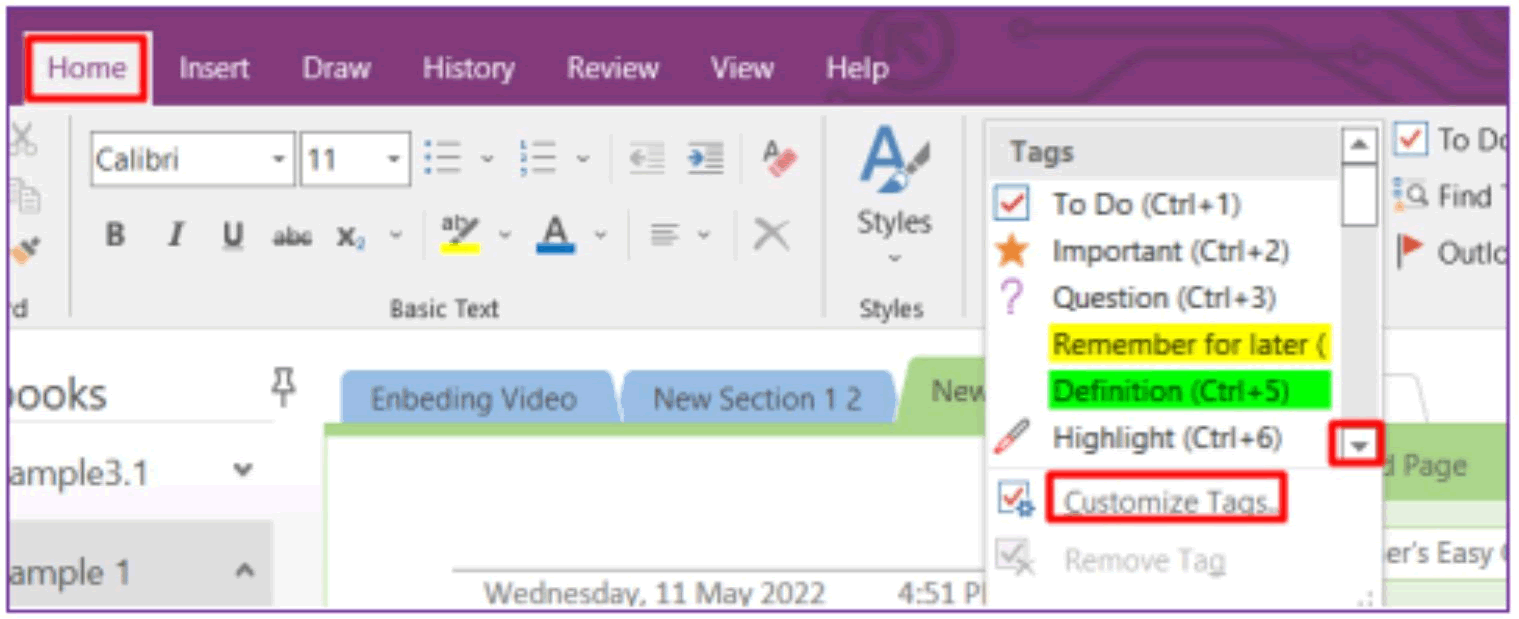 Home Insert Draw History Review View Help
Calibri 11
B I U abc X₂ ab A
Styles
Basic Text
Styles
Tags
To Do (Ctrl+1)
Important (Ctrl+2)
Question (Ctrl+3)
Remember for later (
Definition (Ctrl+5)
Highlight (Ctrl+6)
Customize Tags...
Remove Tag
To Do
Find
Outlo
books
Enbeding Video New Section 1 2 New
d Page
ample3.1
ample 1
er's Easy
Wednesday, 11 May 2022 4:51 P